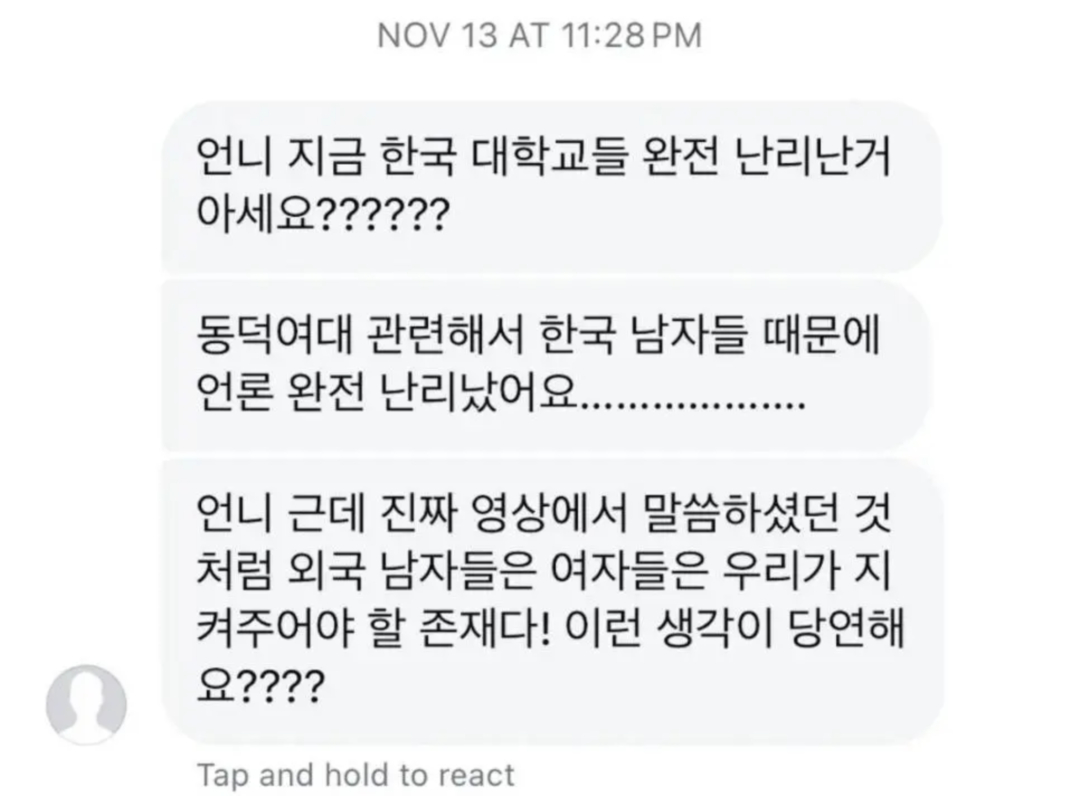 NOV 13 AT 11:28 PM
언니 지금 한국 대학교들 완전 난리난거
아세요??????
동덕여대 관련해서 한국 남자들 때문에
언론 완전 난리났어요...................
언니 근데 진짜 영상에서 말씀하셨던 것
처럼 외국 남자들은 여자들은 우리가 지
켜주어야 할 존재다! 이런 생각이 당연해
요????
Tap and hold to react